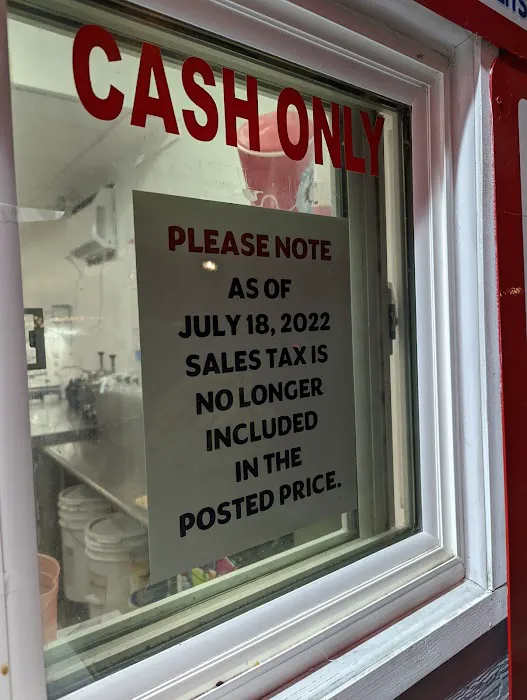 CASH ONLY
PLEASE NOTE
AS OF
JULY 18, 2022
SALES TAX IS
NO LONGER
INCLUDED
IN THE
POSTED PRICE.